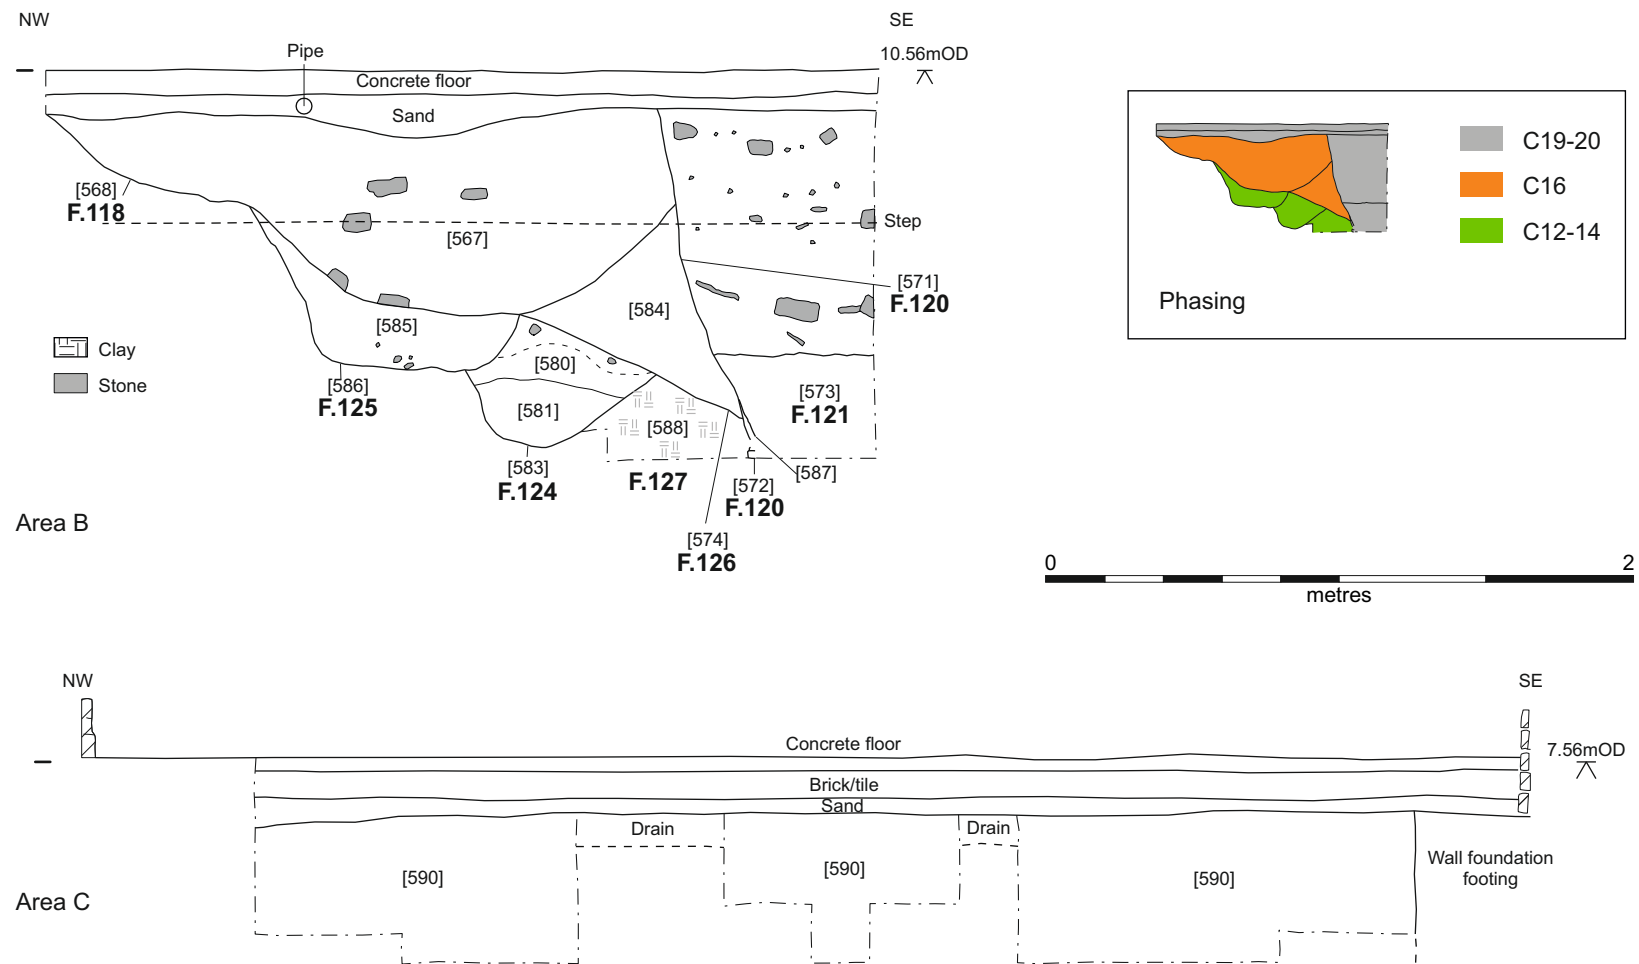 NW
SE
Pipe
10.56mOD
Concrete floor
Sand
[568]
F.118
Step
[567]
[571]
F.120
[584]
[585]
Clay
Stone
[580]
[586]
F.125
[581]
[573]
F.121
[588]
[583]
F.124
F.127
[572]
F.120
[587]
[574]
F.126
Area B
C19-20
C16
C12-14
Phasing
0
2
metres
NW
SE
Concrete floor
7.56mOD
Brick/tile
Sand
Drain
Drain
[590]
[590]
[590]
Wall foundation
footing
Area C